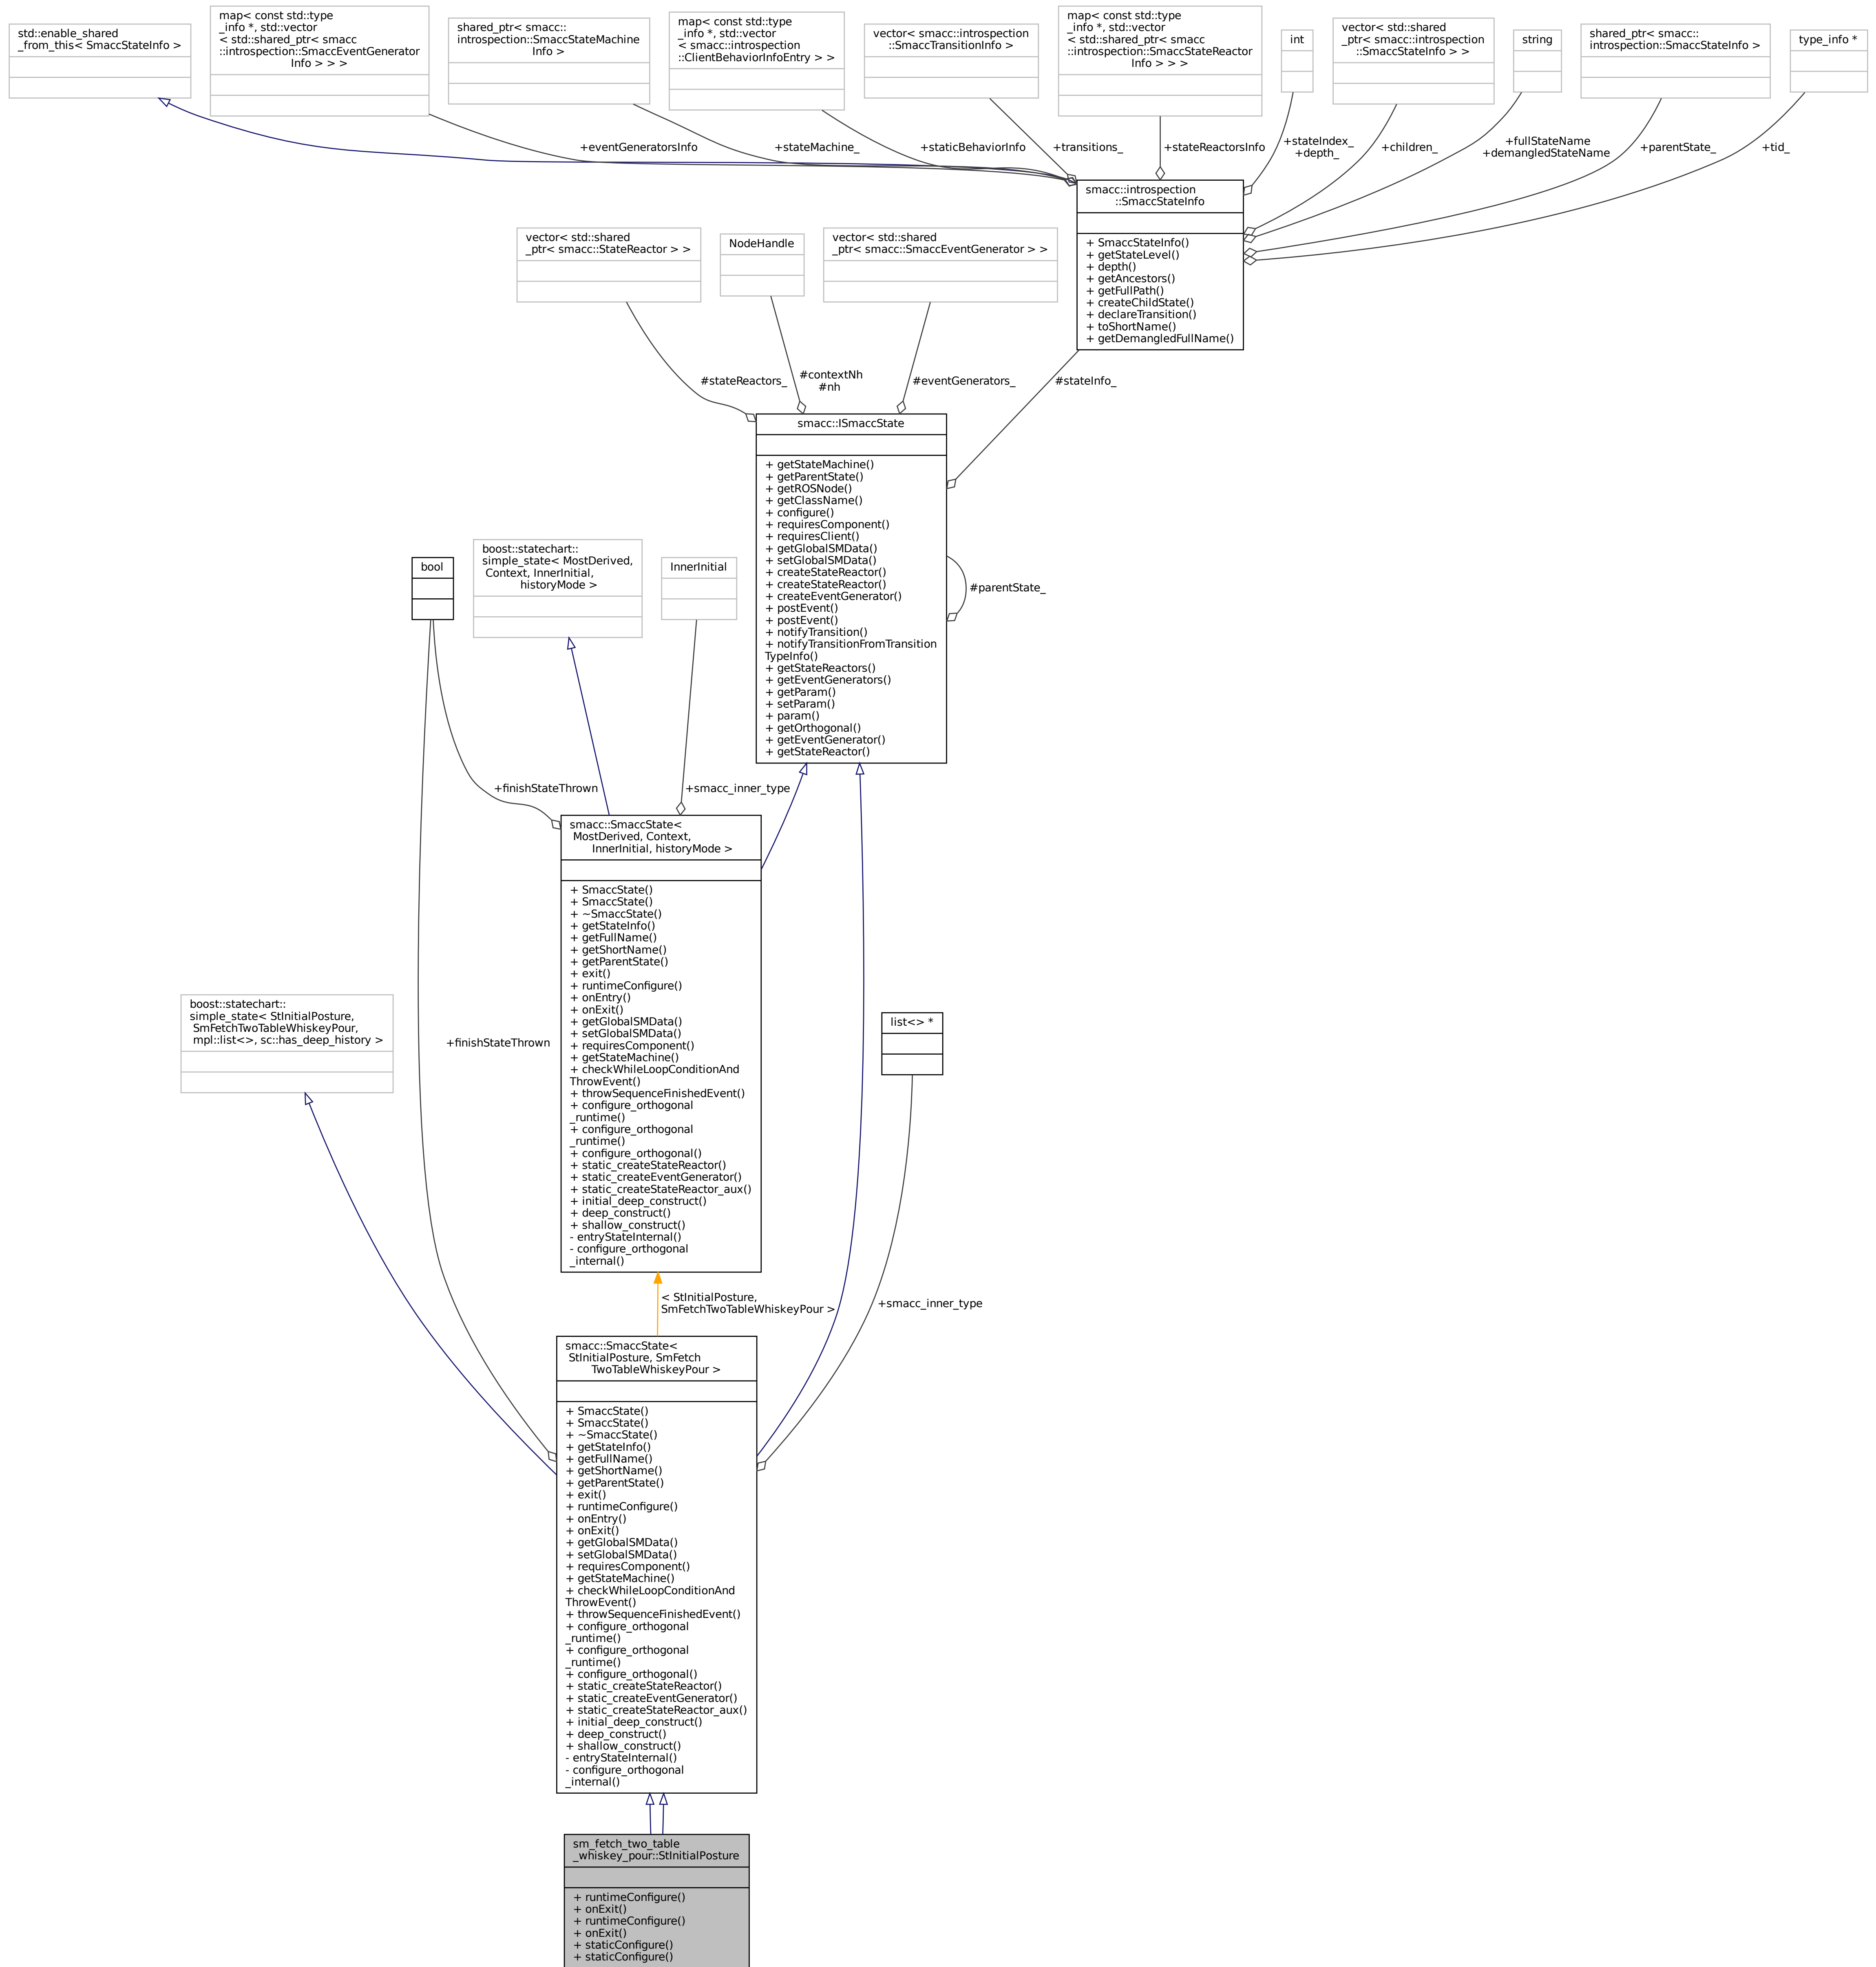 std::enable_shared
_from_this< SmaccStateInfo >
map< const std::type
_info *, std::vector
< std::shared_ptr< smacc
::introspection::SmaccEventGenerator
Info > > >
shared_ptr< smacc::
introspection::SmaccStateMachine
Info >
map< const std::type
_info *, std::vector
< smacc::introspection
::ClientBehaviorInfoEntry > >
vector< smacc::introspection
::SmaccTransitionInfo >
map< const std::type
_info *, std::vector
< std::shared_ptr< smacc
::introspection::SmaccStateReactor
Info > > >
int
vector< std::shared
_ptr< smacc::introspection
::SmaccStateInfo > >
string
shared_ptr< smacc::
introspection::SmaccStateInfo >
type_info *
+eventGeneratorsInfo
+stateMachine_
+staticBehaviorInfo
+transitions_
+stateReactorsInfo
+stateIndex_
+depth_
+children_
+fullStateName
+demangledStateName
+parentState_
+tid_
smacc::introspection
::SmaccStateInfo
+ SmaccStateInfo()
+ getStateLevel()
+ depth()
+ getAncestors()
+ getFullPath()
+ createChildState()
+ declareTransition()
+ toShortName()
+ getDemangledFullName()
vector< std::shared
_ptr< smacc::StateReactor > >
NodeHandle
vector< std::shared
_ptr< smacc::SmaccEventGenerator > >
#stateReactors_
#contextNh
#nh
#eventGenerators_
#stateInfo_
smacc::ISmaccState
+ getStateMachine()
+ getParentState()
+ getROSNode()
+ getClassName()
+ configure()
+ requiresComponent()
+ requiresClient()
+ getGlobalSMData()
+ setGlobalSMData()
+ createStateReactor()
+ createStateReactor()
+ createEventGenerator()
+ postEvent()
+ postEvent()
+ notifyTransition()
+ notifyTransitionFromTransition
TypeInfo()
+ getStateReactors()
+ getEventGenerators()
+ getParam()
+ setParam()
+ param()
+ getOrthogonal()
+ getEventGenerator()
+ getStateReactor()
#parentState_
bool
boost::statechart::
simple_state< MostDerived,
Context, InnerInitial,
historyMode >
InnerInitial
+finishStateThrown
+smacc_inner_type
smacc::SmaccState<
MostDerived, Context,
InnerInitial, historyMode >
+ SmaccState()
+ SmaccState()
+ ~SmaccState()
+ getStateInfo()
+ getFullName()
+ getShortName()
+ getParentState()
+ exit()
+ runtimeConfigure()
+ onEntry()
+ onExit()
+ getGlobalSMData()
+ setGlobalSMData()
+ requiresComponent()
+ getStateMachine()
+ checkWhileLoopConditionAnd
ThrowEvent()
+ throwSequenceFinishedEvent()
+ configure_orthogonal
_runtime()
+ configure_orthogonal
_runtime()
+ configure_orthogonal()
+ static_createStateReactor()
+ static_createEventGenerator()
+ static_createStateReactor_aux()
+ initial_deep_construct()
+ deep_construct()
+ shallow_construct()
- entryStateInternal()
- configure_orthogonal
_internal()
boost::statechart::
simple_state< StInitialPosture,
SmFetchTwoTableWhiskeyPour,
mpl::list<>, sc::has_deep_history >
+finishStateThrown
list<> *
< StInitialPosture,
SmFetchTwoTableWhiskeyPour >
+smacc_inner_type
smacc::SmaccState<
StInitialPosture, SmFetch
TwoTableWhiskeyPour >
+ SmaccState()
+ SmaccState()
+ ~SmaccState()
+ getStateInfo()
+ getFullName()
+ getShortName()
+ getParentState()
+ exit()
+ runtimeConfigure()
+ onEntry()
+ onExit()
+ getGlobalSMData()
+ setGlobalSMData()
+ requiresComponent()
+ getStateMachine()
+ checkWhileLoopConditionAnd
ThrowEvent()
+ throwSequenceFinishedEvent()
+ configure_orthogonal
_runtime()
+ configure_orthogonal
_runtime()
+ configure_orthogonal()
+ static_createStateReactor()
+ static_createEventGenerator()
+ static_createStateReactor_aux()
+ initial_deep_construct()
+ deep_construct()
+ shallow_construct()
- entryStateInternal()
- configure_orthogonal
_internal()
sm_fetch_two_table
_whiskey_pour::StInitialPosture
+ runtimeConfigure()
+ onExit()
+ runtimeConfigure()
+ onExit()
+ staticConfigure()
+ staticConfigure()